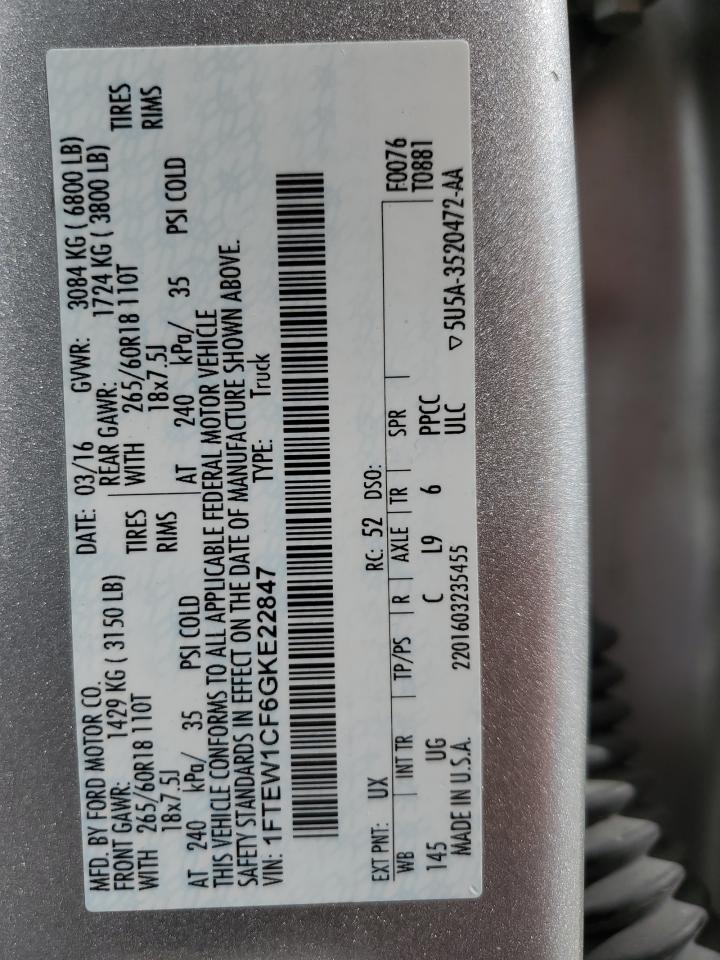 MFD. BY FORD MOTOR CO. DATE: 03/16 GVWR: 3084 KG ( 6800 LB)
FRONT GAWR: 1429 KG ( 3150 LB) REAR GAWR: 1724 KG ( 3800 LB)
WITH 265/60R18 110T TIRES WITH 265/60R18 110T TIRES
18x7.5J RIMS 18x7.5J RIMS
AT 240 kPa/ 35 PSI COLD AT 240 kPa/ 35 PSI COLD
THIS VEHICLE CONFORMS TO ALL APPLICABLE FEDERAL MOTOR VEHICLE
SAFETY STANDARDS IN EFFECT ON THE DATE OF MANUFACTURE SHOWN ABOVE.
VIN: 1FTEW1CF6GKE22847 TYPE: Truck
EXT PNT: UX RC: 52 DSO: F0076
WB INT TR TP/PS R AXLE TR SPR T0881
145 UG C L9 6 PPCC
ULC
MADE IN U.S.A. 2201603235455 ▽5U5A-3520472-AA